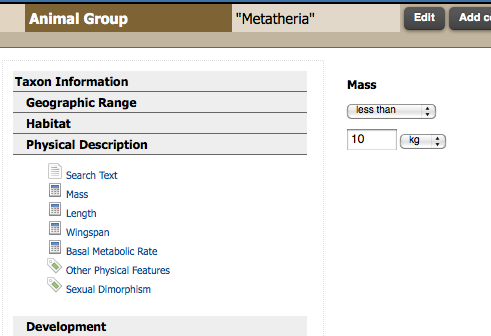 Animal Group "Metatheria" Edit Add
Taxon Information
Geographic Range
Habitat
Physical Description
Search Text
Mass
Length
Wingspan
Basal Metabolic Rate
Other Physical Features
Sexual Dimorphism
Development
Mass
less than
10 kg